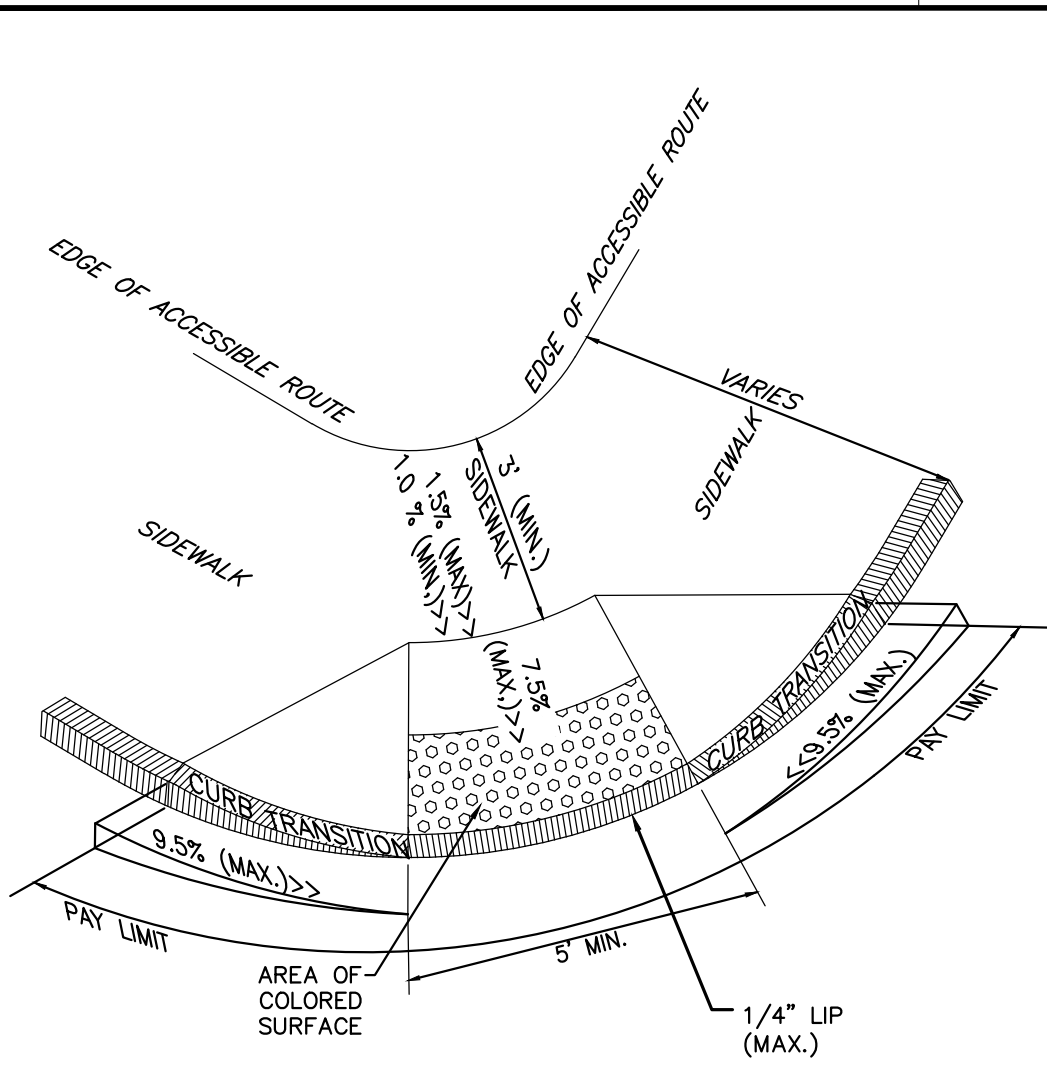 EDGE OF ACCESSIBLE ROUTE
EDGE OF ACCESSIBLE ROUTE
VARIES
SIDEWALK
SIDEWALK
3' (MIN.)
SIDEWALK
1.5% (MAX)>>
1.0 % (MIN.)>>
7.5%
(MAX.)>>
CURB TRANSITION
CURB TRANSITION
<<9.5% (MAX.)
PAY LIMIT
9.5% (MAX.)>>
PAY LIMIT
5' MIN.
AREA OF
COLORED
SURFACE
1/4" LIP
(MAX.)